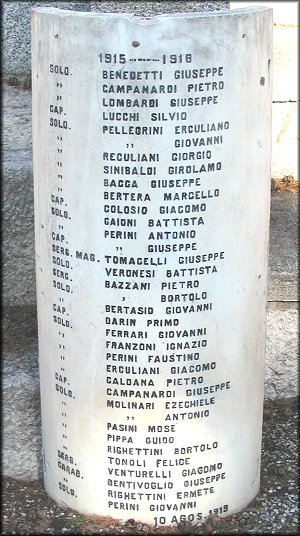 1915-----1918
SOLD. BENEDETTI GIUSEPPE
,, CAMPANARDI PIETRO
,, LOMBARDI GIUSEPPE
CAP. LUCCHI SILVIO
SOLD. PELLEGRINI ERCULIANO
,, ,, GIOVANNI
,, RECULIANI GIORGIO
,, SINIBALDI GIROLAMO
,, BACCA GIUSEPPE
,, BERTERA MARCELLO
CAP. COLOSIO GIACOMO
SOLD. CAIONI BATTISTA
,, PERINI ANTONIO
CAP. ,, GIUSEPPE
SERG. MAG. TOMACELLI GIUSEPPE
SOLD. VERONESI BATTISTA
SERG. BAZZANI PIETRO
,, , BORTOLO
CAP. BERTASIO GIOVANNI
SOLD. DARIN PRIMO
,, FERRARI GIOVANNI
,, FRANZONI IGNAZIO
,, PERINI FAUSTINO
,, ERCULIANI GIACOMO
CAP. CALDANA PIETRO
SOLD. CAMPANARDI GIUSEPPE
,, MOLINARI EZECHIELE
,, ,, ANTONIO
,, PASINI MOSE
,, PIPPA GUIDO
,, RIGHETTINI BORTOLO
SERG. TONOLI FELICE
CARAB. VENTURELLI GIACOMO
,, BENTIVOGLIO GIUSEPPE
SOLD. RIGHETTINI ERMETE
,, PERINI GIOVANNI
10 AGOS. 1919